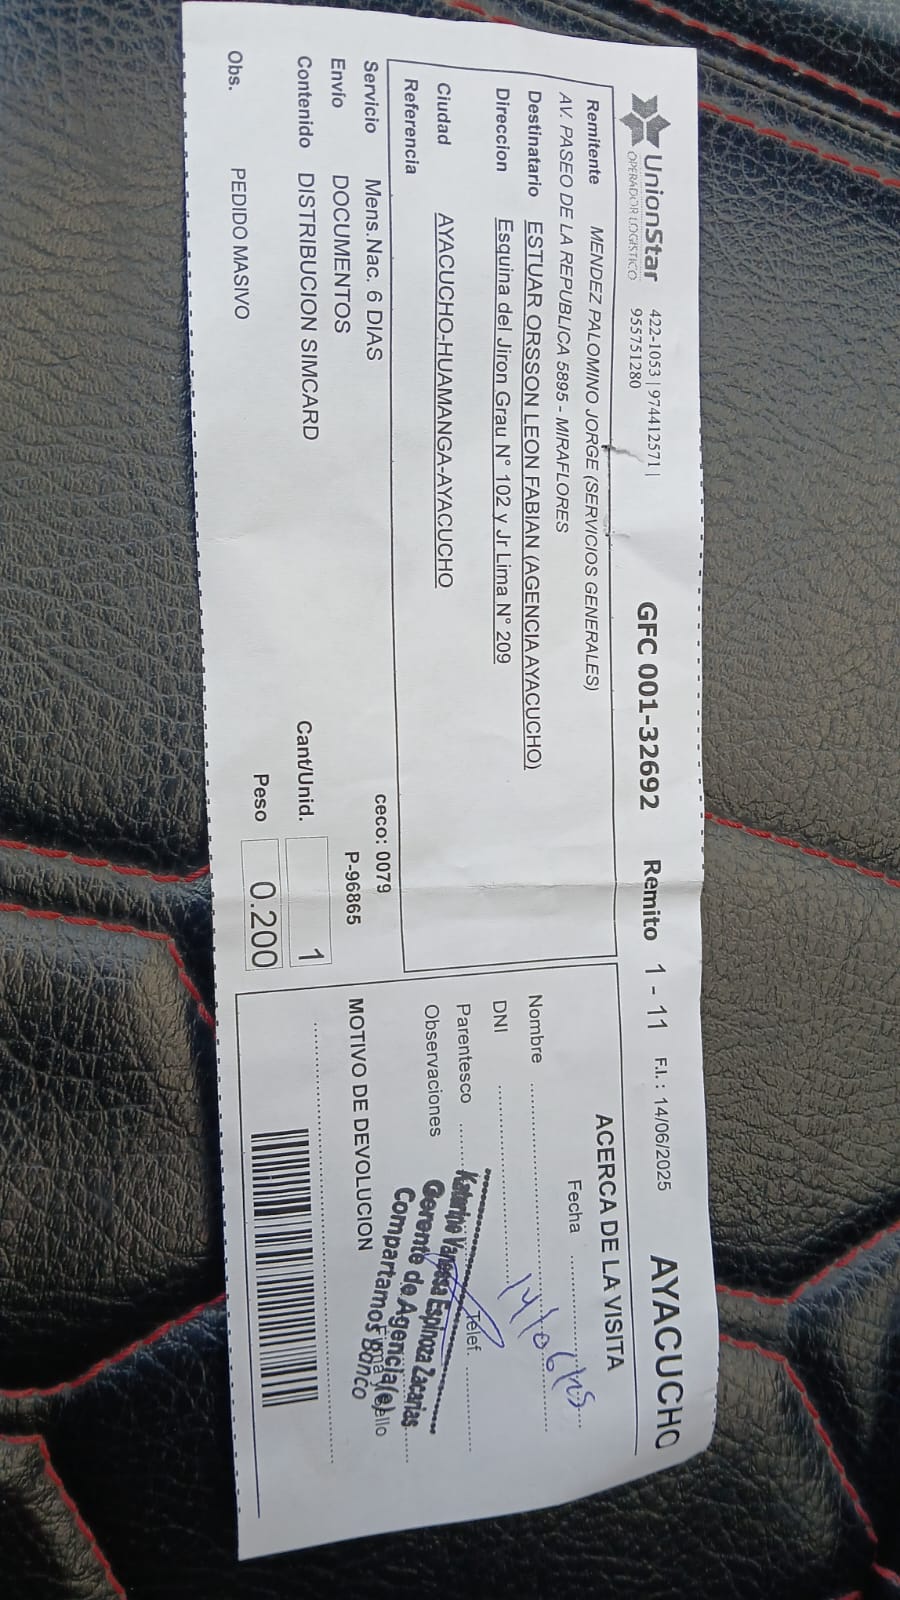 UnionStar
OPERADOR LOGISTICO
422-1053 | 974412571 |
955751280
GFC 001-32692 Remito 1 - 11 F.I. : 14/06/2025 AYACUCHO
Remitente MENDEZ PALOMINO JORGE (SERVICIOS GENERALES)
AV. PASEO DE LA REPUBLICA 5895 - MIRAFLORES
Destinatario ESTUAR ORSSON LEON FABIAN (AGENCIA AYACUCHO)
Direccion Esquina del Jiron Grau N° 102 y Jr Lima N° 209
Ciudad AYACUCHO-HUAMANGA-AYACUCHO
Referencia
Servicio Mens.Nac. 6 DIAS
ceco: 0079
Envio DOCUMENTOS
P-96865
Contenido DISTRIBUCION SIMCARD
Cant/Unid. 1
Peso 0.200
Obs. PEDIDO MASIVO
ACERCA DE LA VISITA
Fecha
14/06/25
Nombre
DNI
Parentesco Telef.
Observaciones
Vanessa Espinoza Zacarias
Gerente de Agencia (e)
Compartamos Banco
MOTIVO DE DEVOLUCION